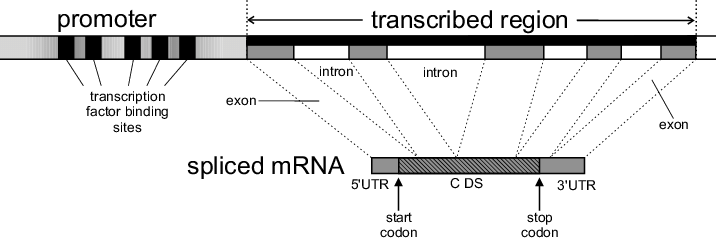 promoter
transcribed region
intron
intron
transcription
factor binding
sites
exon
exon
spliced mRNA
5'UTR
C DS
3'UTR
start
codon
stop
codon